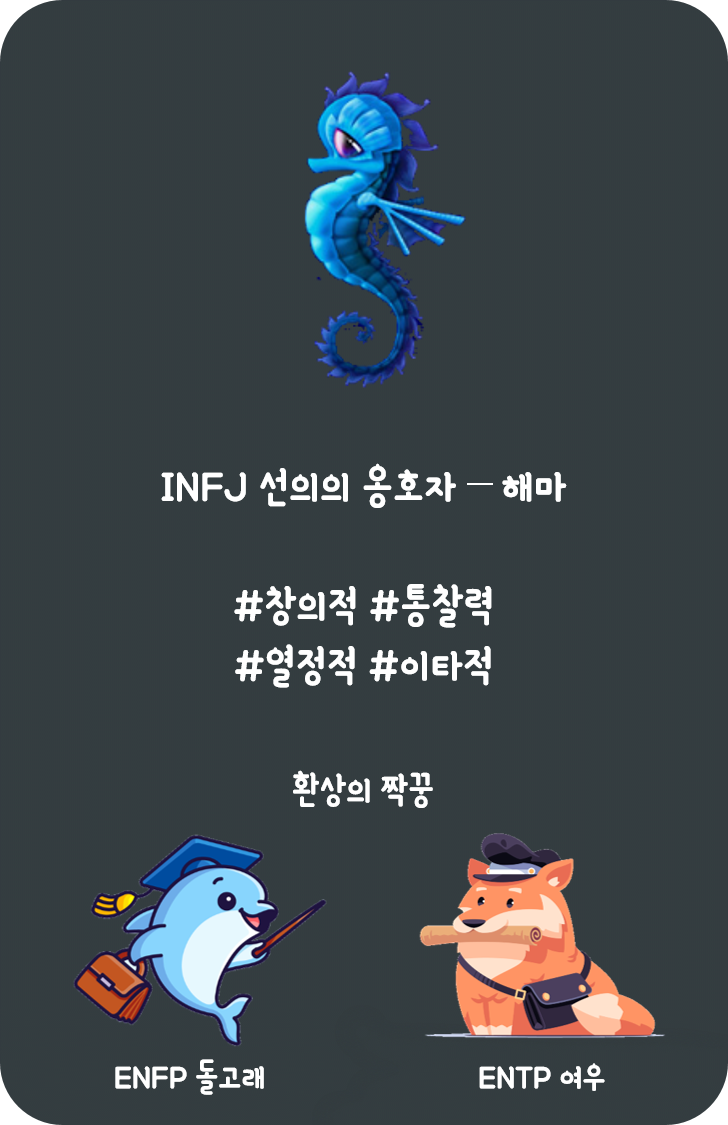 INFJ 선의의 옹호자 - 해마
#창의적 #통찰력
#열정적 #이타적
환상의 짝꿍
ENFP 돌고래
ENTP 여우